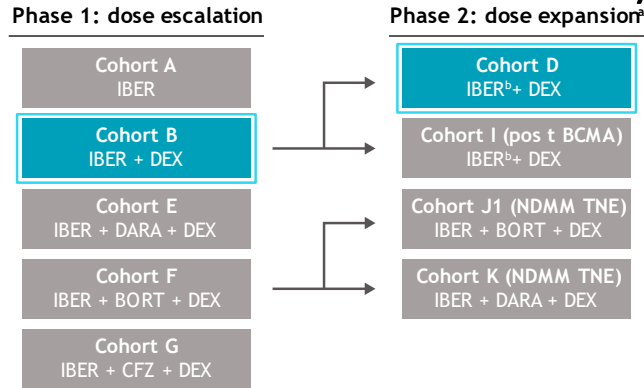 Phase 1: dose escalation
Cohort A
IBER
Cohort B
IBER + DEX
Cohort E
IBER + DARA + DEX
Cohort F
IBER + BORT + DEX
Cohort G
IBER + CFZ + DEX
Phase 2: dose expansionᵃ
Cohort D
IBERᵇ+ DEX
Cohort I (pos t BCMA)
IBERᵇ+ DEX
Cohort J1 (NDMM TNE)
IBER + BORT + DEX
Cohort K (NDMM TNE)
IBER + DARA + DEX